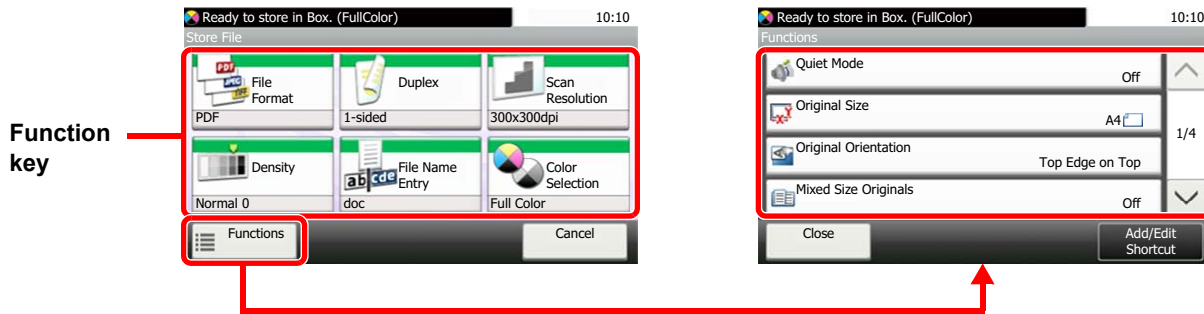 Ready to store in Box. (FullColor) 10:10
Store File
PDF
JPEG
TIFF
File
Format
PDF
Duplex
1-sided
Scan
Resolution
300x300dpi
Function
key
Density
Normal 0
ab cde
File Name
Entry
doc
Color
Selection
Full Color
Functions
Cancel
Ready to store in Box. (FullColor) 10:10
Functions
Quiet Mode
Off
Original Size
A4
Original Orientation
Top Edge on Top
Mixed Size Originals
Off
1/4
Close
Add/Edit
Shortcut